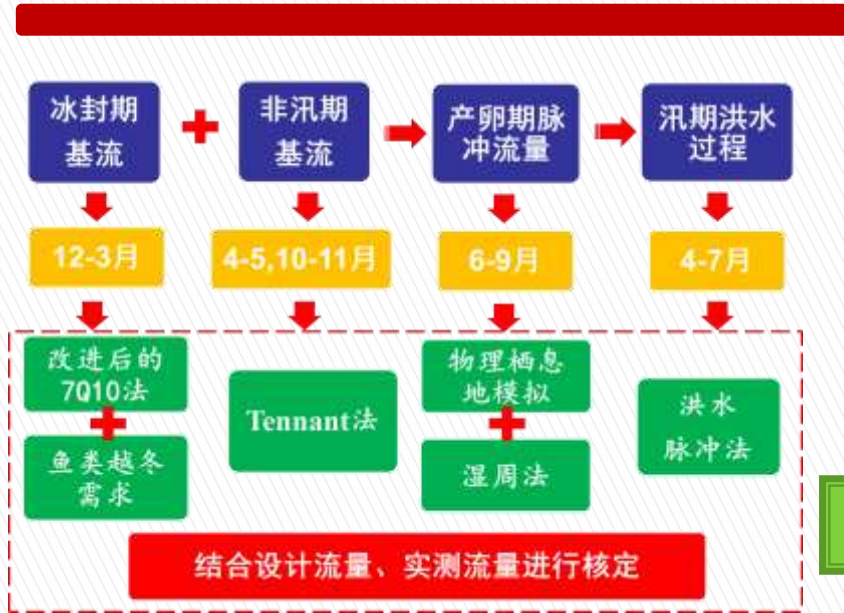 冰封期
基流
非汛期
基流
产卵期脉
冲流量
汛期洪水
过程
12-3月
4-5,10-11月
6-9月
4-7月
改进后的
7Q10法
鱼类越冬
需求
Tennant法
物理栖息
地模拟
湿周法
洪水
脉冲法
结合设计流量、实测流量进行核定